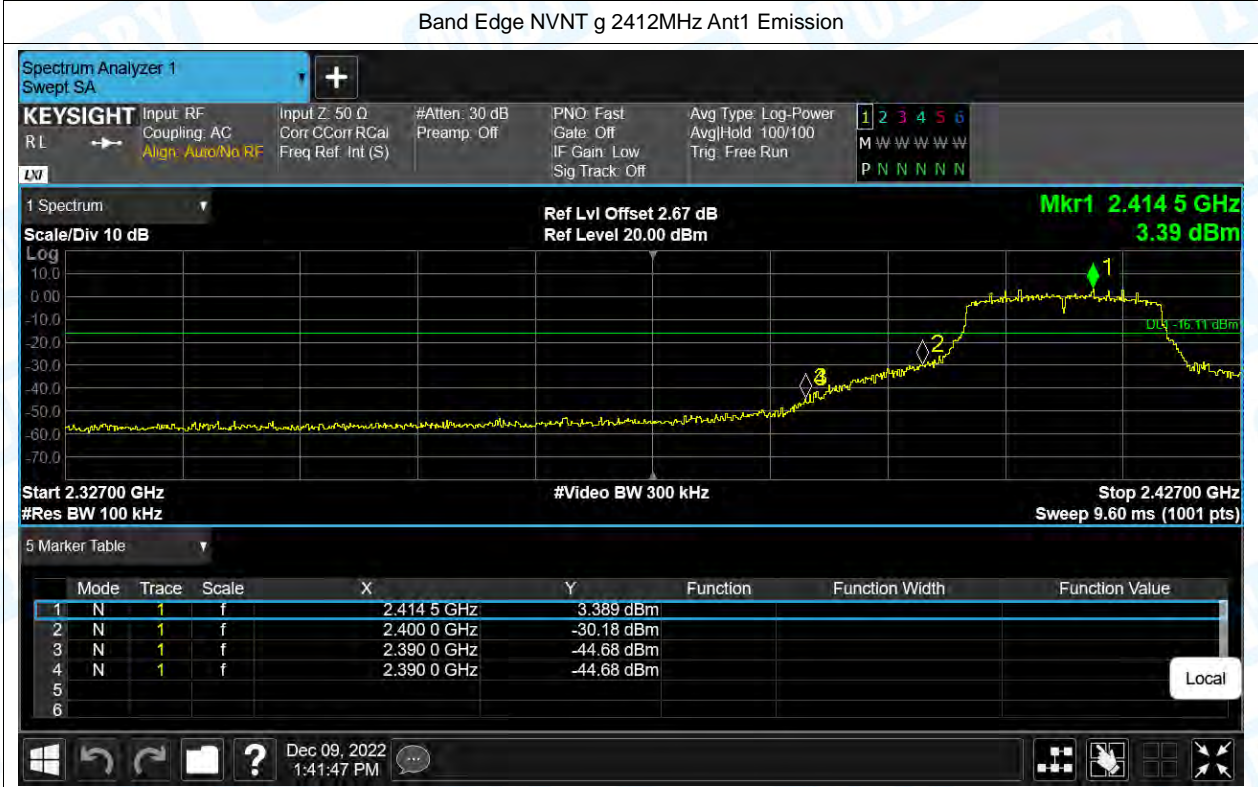 Band Edge NVNT g 2412MHz Ant1 Emission
Spectrum Analyzer 1
Swept SA
KEYSIGHT
RL
LXI
Input: RF
Coupling: AC
Align: Auto/No RF
Input Z: 50 Ω
Corr CCorr RCal
Freq Ref: Int (S)
#Atten: 30 dB
Preamp: Off
PNO: Fast
Gate: Off
IF Gain: Low
Sig Track: Off
Avg Type: Log-Power
Avg|Hold: 100/100
Trig: Free Run
1 2 3 4 5 6
M W W W W W
P N N N N N
1 Spectrum
Scale/Div 10 dB
Ref Lvl Offset 2.67 dB
Ref Level 20.00 dBm
Mkr1 2.414 5 GHz
3.39 dBm
Log
10.0
0.00
-10.0
-20.0
-30.0
-40.0
-50.0
-60.0
-70.0
1
2
DL1 -16.11 dBm
Start 2.32700 GHz
#Res BW 100 kHz
#Video BW 300 kHz
Stop 2.42700 GHz
Sweep 9.60 ms (1001 pts)
5 Marker Table
Mode Trace Scale X Y Function Function Width Function Value
1 N 1 f 2.414 5 GHz 3.389 dBm
2 N 1 f 2.400 0 GHz -30.18 dBm
3 N 1 f 2.390 0 GHz -44.68 dBm
4 N 1 f 2.390 0 GHz -44.68 dBm
5
6
Local
?
Dec 09, 2022
1:41:47 PM